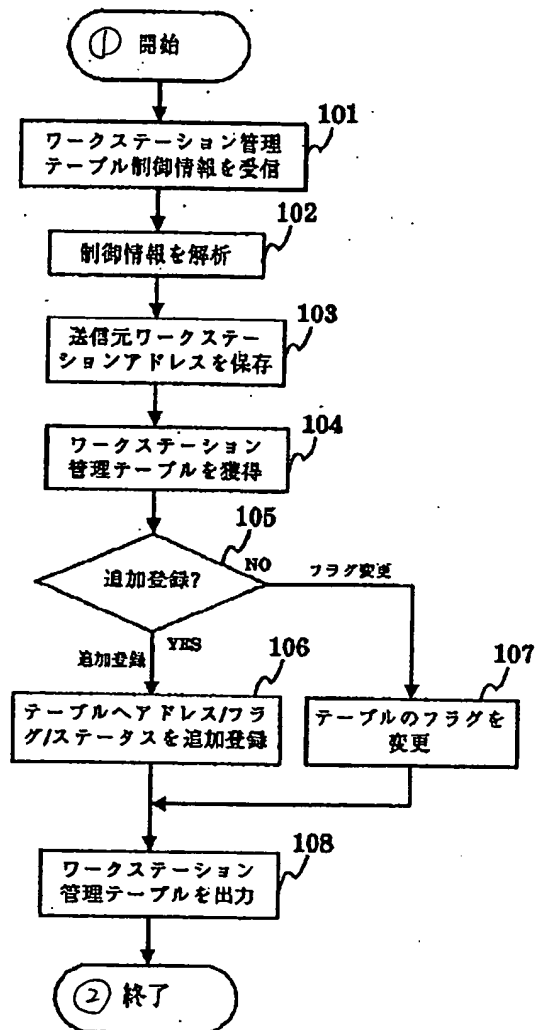 ① 開始
101
ワークステーション管理
テーブル制御情報を受信
102
制御情報を解析
103
送信元ワークステー
ションアドレスを保存
104
ワークステーション
管理テーブルを獲得
105
追加登録?
NO
フラグ変更
YES
追加登録
106
テーブルへアドレス/フラ
グ/ステータスを追加登録
107
テーブルのフラグを
変更
108
ワークステーション
管理テーブルを出力
② 終了